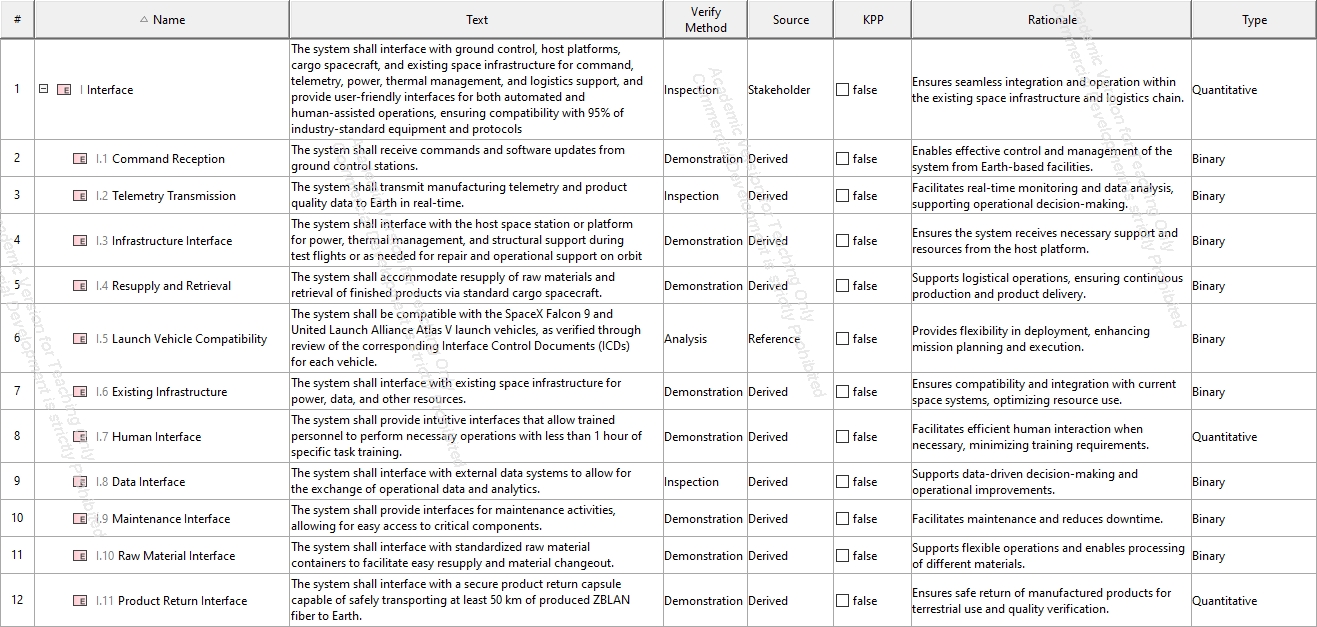 # Name Text Verify Method Source KPP Rationale Type
1 E I Interface
The system shall interface with ground control, host platforms,
cargo spacecraft, and existing space infrastructure for command,
telemetry, power, thermal management, and logistics support, and
provide user-friendly interfaces for both automated and
human-assisted operations, ensuring compatibility with 95% of
industry-standard equipment and protocols
Inspection Stakeholder false
Ensures seamless integration and operation within
the existing space infrastructure and logistics chain.
Quantitative
2 E I.1 Command Reception
The system shall receive commands and software updates from
ground control stations.
Demonstration Derived false
Enables effective control and management of the
system from Earth-based facilities.
Binary
3 E I.2 Telemetry Transmission
The system shall transmit manufacturing telemetry and product
quality data to Earth in real-time.
Inspection Derived false
Facilitates real-time monitoring and data analysis,
supporting operational decision-making.
Binary
4 E I.3 Infrastructure Interface
The system shall interface with the host space station or platform
for power, thermal management, and structural support during
test flights or as needed for repair and operational support on orbit
Demonstration Derived false
Ensures the system receives necessary support and
resources from the host platform.
Binary
5 E I.4 Resupply and Retrieval
The system shall accommodate resupply of raw materials and
retrieval of finished products via standard cargo spacecraft.
Demonstration Derived false
Supports logistical operations, ensuring continuous
production and product delivery.
Binary
6 E I.5 Launch Vehicle Compatibility
The system shall be compatible with the SpaceX Falcon 9 and
United Launch Alliance Atlas V launch vehicles, as verified through
review of the corresponding Interface Control Documents (ICDs)
for each vehicle.
Analysis Reference false
Provides flexibility in deployment, enhancing
mission planning and execution.
Binary
7 E I.6 Existing Infrastructure
The system shall interface with existing space infrastructure for
power, data, and other resources.
Demonstration Derived false
Ensures compatibility and integration with current
space systems, optimizing resource use.
Binary
8 E I.7 Human Interface
The system shall provide intuitive interfaces that allow trained
personnel to perform necessary operations with less than 1 hour of
specific task training.
Demonstration Derived false
Facilitates efficient human interaction when
necessary, minimizing training requirements.
Quantitative
9 E I.8 Data Interface
The system shall interface with external data systems to allow for
the exchange of operational data and analytics.
Inspection Derived false
Supports data-driven decision-making and
operational improvements.
Binary
10 E I.9 Maintenance Interface
The system shall provide interfaces for maintenance activities,
allowing for easy access to critical components.
Demonstration Derived false
Facilitates maintenance and reduces downtime.
Binary
11 E I.10 Raw Material Interface
The system shall interface with standardized raw material
containers to facilitate easy resupply and material changeout.
Demonstration Derived false
Supports flexible operations and enables processing
of different materials.
Binary
12 E I.11 Product Return Interface
The system shall interface with a secure product return capsule
capable of safely transporting at least 50 km of produced ZBLAN
fiber to Earth.
Demonstration Derived false
Ensures safe return of manufactured products for
terrestrial use and quality verification.
Quantitative
Academic Version for Teaching Only
Commercial Development is strictly Prohibited
Academic Version for Teaching Only
Commercial Development is strictly Prohibited